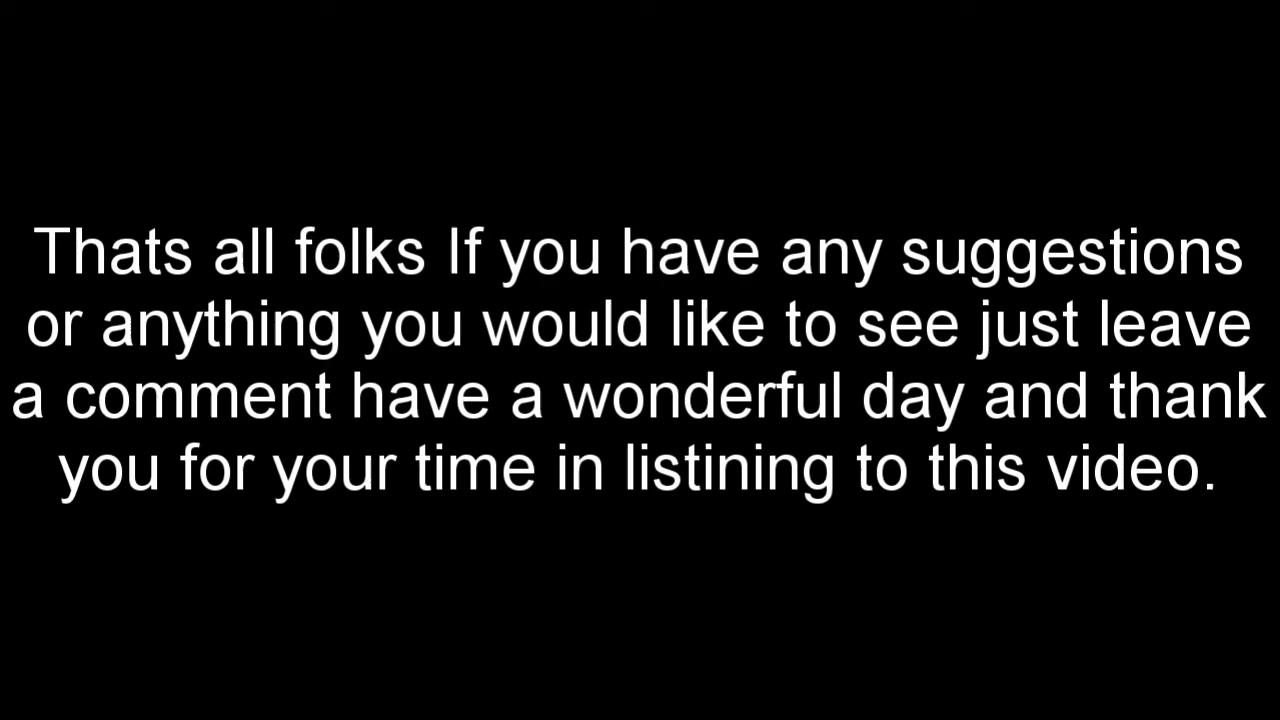 Thats all folks If you have any suggestions
or anything you would like to see just leave
a comment have a wonderful day and thank
you for your time in listining to this video.